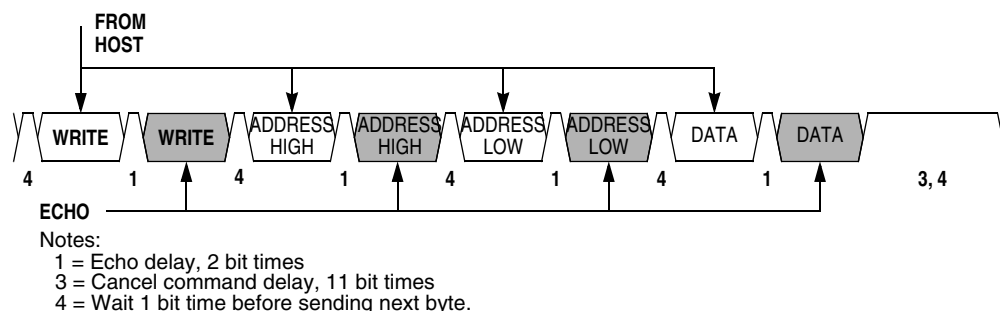 FROM
HOST
WRITE WRITE ADDRESS HIGH ADDRESS HIGH ADDRESS LOW ADDRESS LOW DATA DATA
4 1 4 1 4 1 4 1 3, 4
ECHO
Notes:
1 = Echo delay, 2 bit times
3 = Cancel command delay, 11 bit times
4 = Wait 1 bit time before sending next byte.